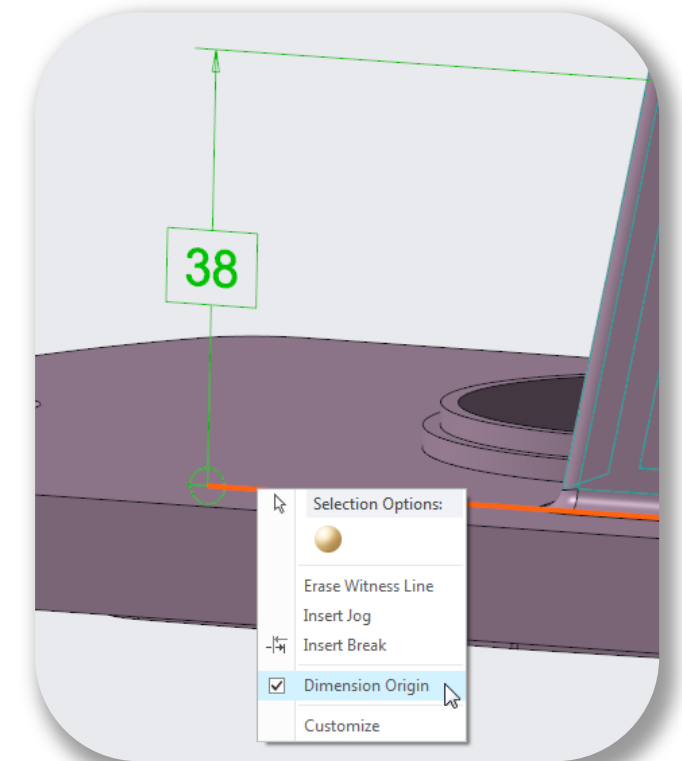 38
Selection Options:
Erase Witness Line
Insert Jog
Insert Break
Dimension Origin
Customize